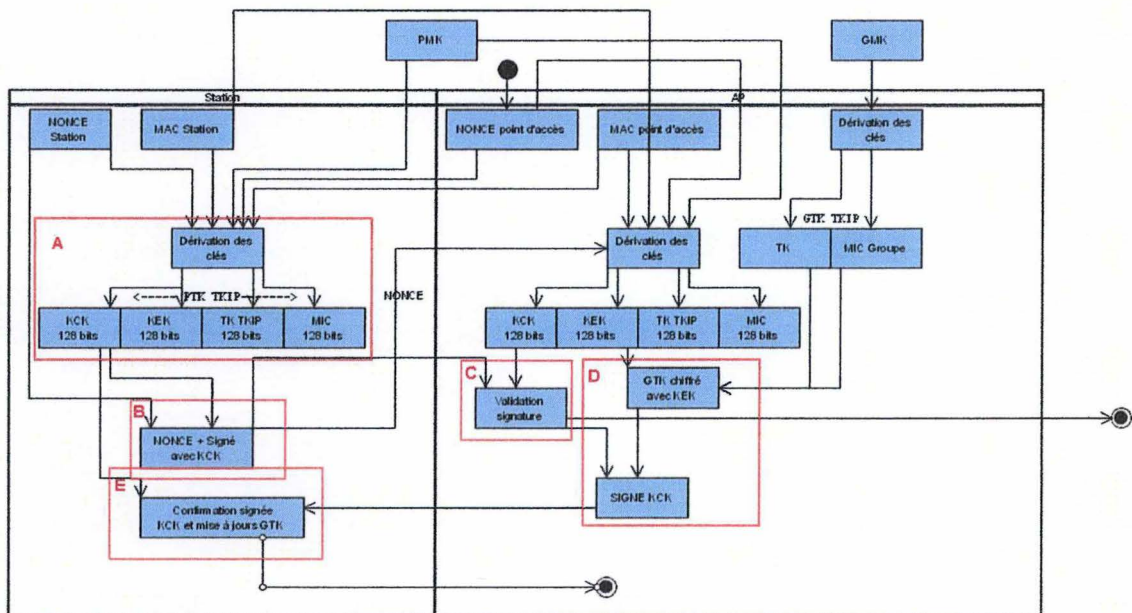 PMK
GMK
Station
AP
NONCE
Station
MAC Station
NONCE point d'accès
MAC point d'accès
Dérivation des
clés
A
Dérivation des
clés
<-----PTK TKIP----->
KCK
128 bits
KEK
128 bits
TK TKIP
128 bits
MIC
128 bits
NONCE
Dérivation des
clés
GTK TKIP
TK
MIC Groupe
KCK
128 bits
KEK
128 bits
TK TKIP
128 bits
MIC
128 bits
C
Validation
signature
D
GTK chiffré
avec KEK
B
NONCE + Signé
avec KCK
E
Confirmation signée
KCK et mise à jours GTK
SIGNE KCK